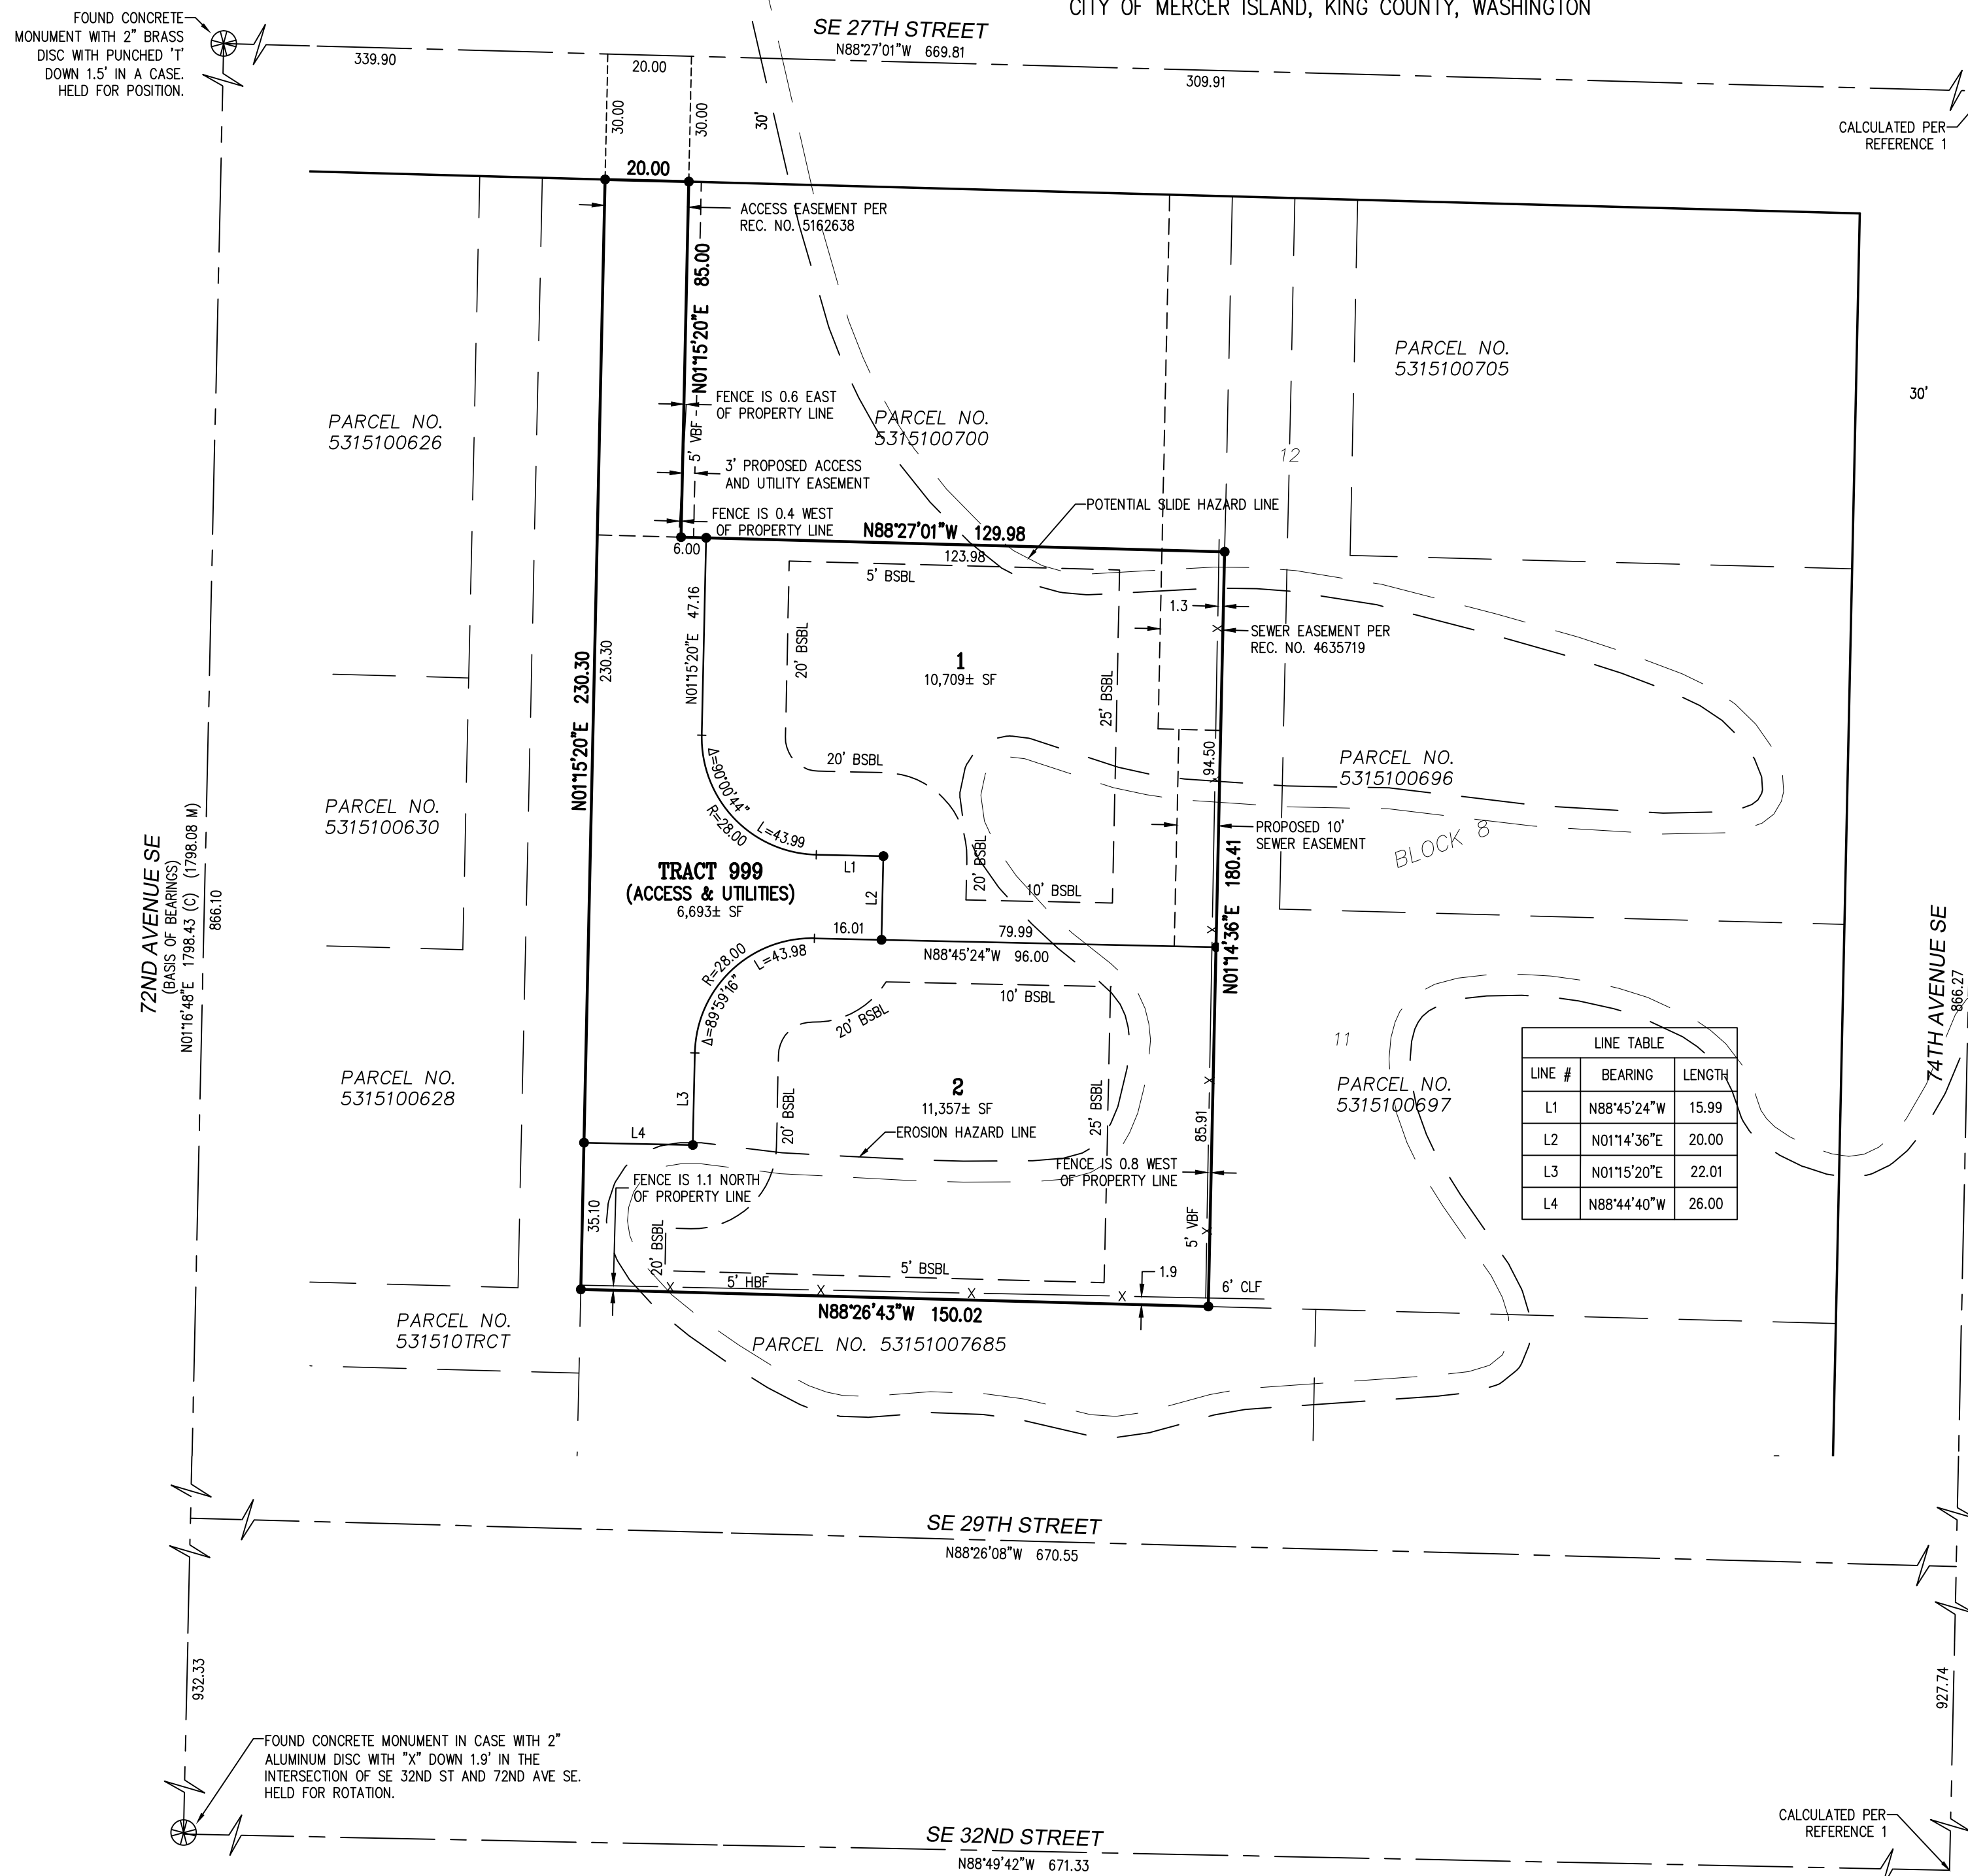 CITY OF MERCER ISLAND, KING COUNTY, WASHINGTON
FOUND CONCRETE
MONUMENT WITH 2" BRASS
DISC WITH PUNCHED 'T'
DOWN 1.5' IN A CASE.
HELD FOR POSITION.
SE 27TH STREET
N88°27'01"W 669.81
339.90
20.00
309.91
30.00
30.00
30'
CALCULATED PER
REFERENCE 1
20.00
ACCESS EASEMENT PER
REC. NO. 5162638
N01°15'20"E 85.00
PARCEL NO.
5315100705
30'
FENCE IS 0.6 EAST
OF PROPERTY LINE
PARCEL NO.
5315100626
PARCEL NO.
5315100700
5' VBF
12
3' PROPOSED ACCESS
AND UTILITY EASEMENT
POTENTIAL SLIDE HAZARD LINE
FENCE IS 0.4 WEST
OF PROPERTY LINE
N88°27'01"W 129.98
6.00
123.98
5' BSBL
1.3
N01°15'20"E 47.16
SEWER EASEMENT PER
REC. NO. 4635719
20' BSBL
1
10,709± SF
N01°15'20"E 230.30
230.30
25' BSBL
20' BSBL
94.50
PARCEL NO.
5315100696
Δ=90°00'44"
R=28.00
L=43.99
PARCEL NO.
5315100630
PROPOSED 10'
SEWER EASEMENT
BLOCK 8
72ND AVENUE SE
(BASIS OF BEARINGS)
N01°16'48"E 1798.43 (C) (1798.08 M)
866.10
L1
TRACT 999
(ACCESS & UTILITIES)
6,693± SF
L2
20' BSBL
10' BSBL
N01°14'36"E 180.41
16.01
79.99
N88°45'24"W 96.00
R=28.00
L=43.98
Δ=89°59'16"
10' BSBL
20' BSBL
11
74TH AVENUE SE
866.27
LINE TABLE
LINE # BEARING LENGTH
L1 N88°45'24"W 15.99
L2 N01°14'36"E 20.00
L3 N01°15'20"E 22.01
L4 N88°44'40"W 26.00
PARCEL NO.
5315100628
L3
20' BSBL
2
11,357± SF
25' BSBL
85.91
PARCEL NO.
5315100697
L4
EROSION HAZARD LINE
FENCE IS 0.8 WEST
OF PROPERTY LINE
FENCE IS 1.1 NORTH
OF PROPERTY LINE
35.10
20' BSBL
5' VBF
5' BSBL
5' HBF
1.9
6' CLF
N88°26'43"W 150.02
PARCEL NO.
531510TRCT
PARCEL NO. 53151007685
SE 29TH STREET
N88°26'08"W 670.55
932.33
927.74
FOUND CONCRETE MONUMENT IN CASE WITH 2"
ALUMINUM DISC WITH "X" DOWN 1.9' IN THE
INTERSECTION OF SE 32ND ST AND 72ND AVE SE.
HELD FOR ROTATION.
CALCULATED PER
REFERENCE 1
SE 32ND STREET
N88°49'42"W 671.33